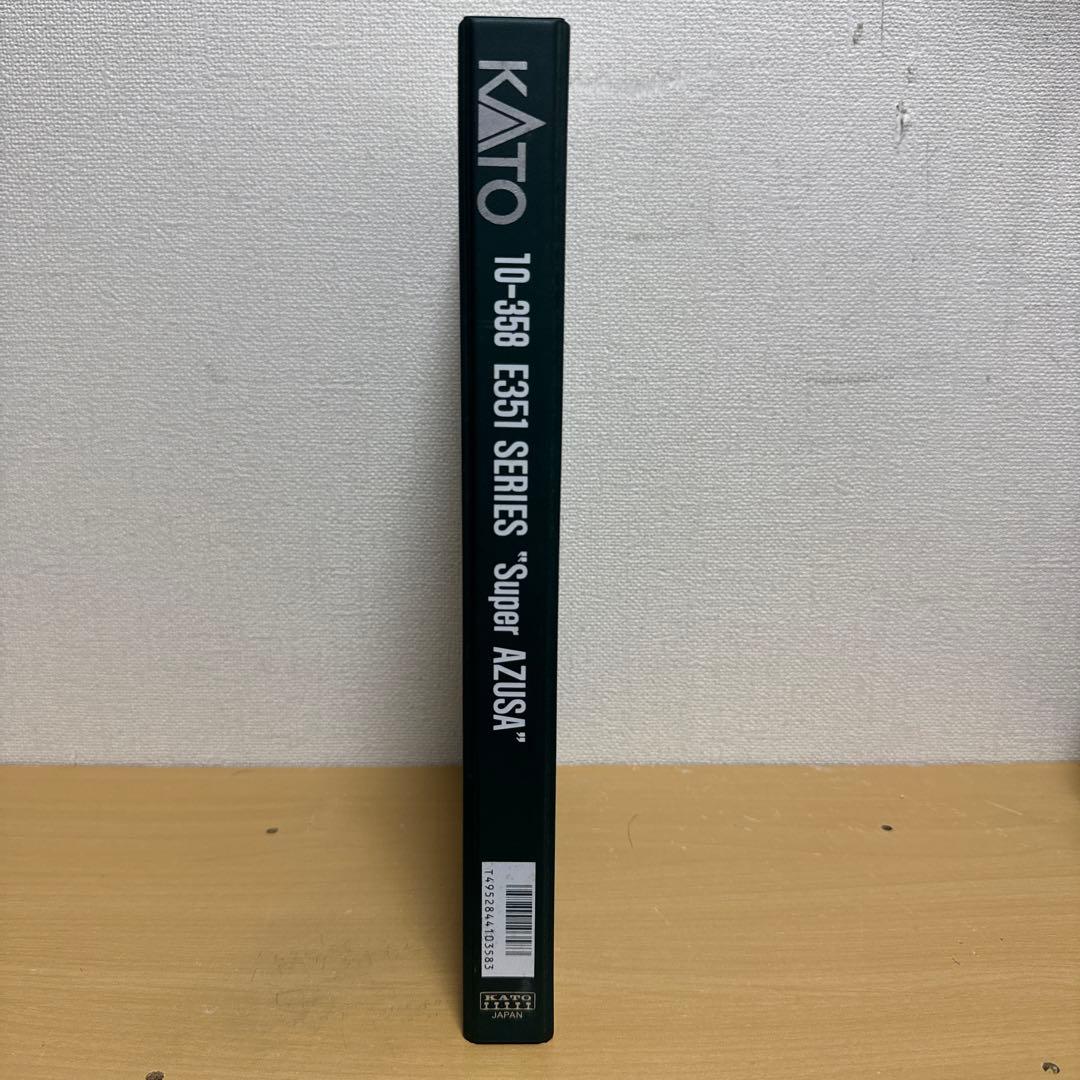 KATO
10-358 E351 SERIES “Super AZUSA”
T4952844103583
KATO
JAPAN